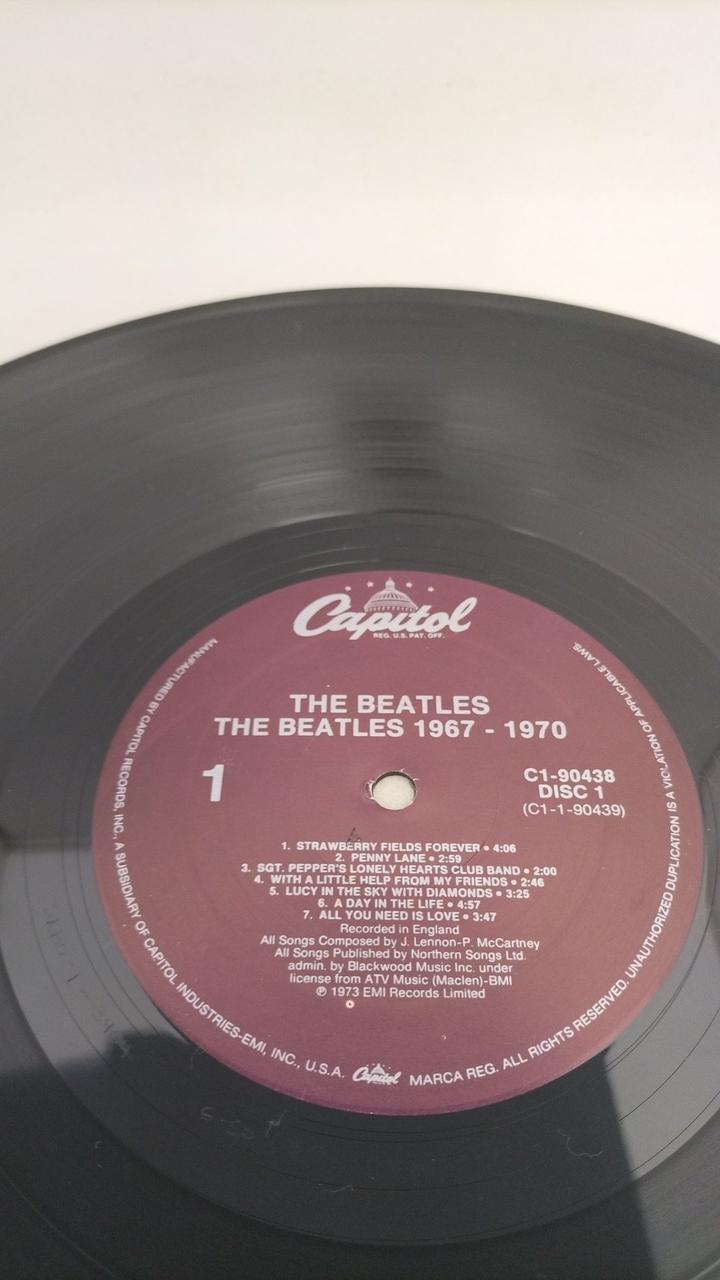 Capitol
REG. U.S. PAT. OFF.
THE BEATLES
THE BEATLES 1967 - 1970
1
C1-90438
DISC 1
(C1-1-90439)
1. STRAWBERRY FIELDS FOREVER • 4:06
2. PENNY LANE • 2:59
3. SGT. PEPPER'S LONELY HEARTS CLUB BAND • 2:00
4. WITH A LITTLE HELP FROM MY FRIENDS • 2:46
5. LUCY IN THE SKY WITH DIAMONDS • 3:25
6. A DAY IN THE LIFE • 4:57
7. ALL YOU NEED IS LOVE • 3:47
Recorded in England
All Songs Composed by J. Lennon-P. McCartney
All Songs Published by Northern Songs Ltd.
admin. by Blackwood Music Inc. under
license from ATV Music (Maclen)-BMI
℗ 1973 EMI Records Limited
MANUFACTURED BY CAPITOL RECORDS, INC., A SUBSIDIARY OF CAPITOL INDUSTRIES-EMI, INC., U.S.A. Capitol MARCA REG. ALL RIGHTS RESERVED. UNAUTHORIZED DUPLICATION IS A VIOLATION OF APPLICABLE LAWS.